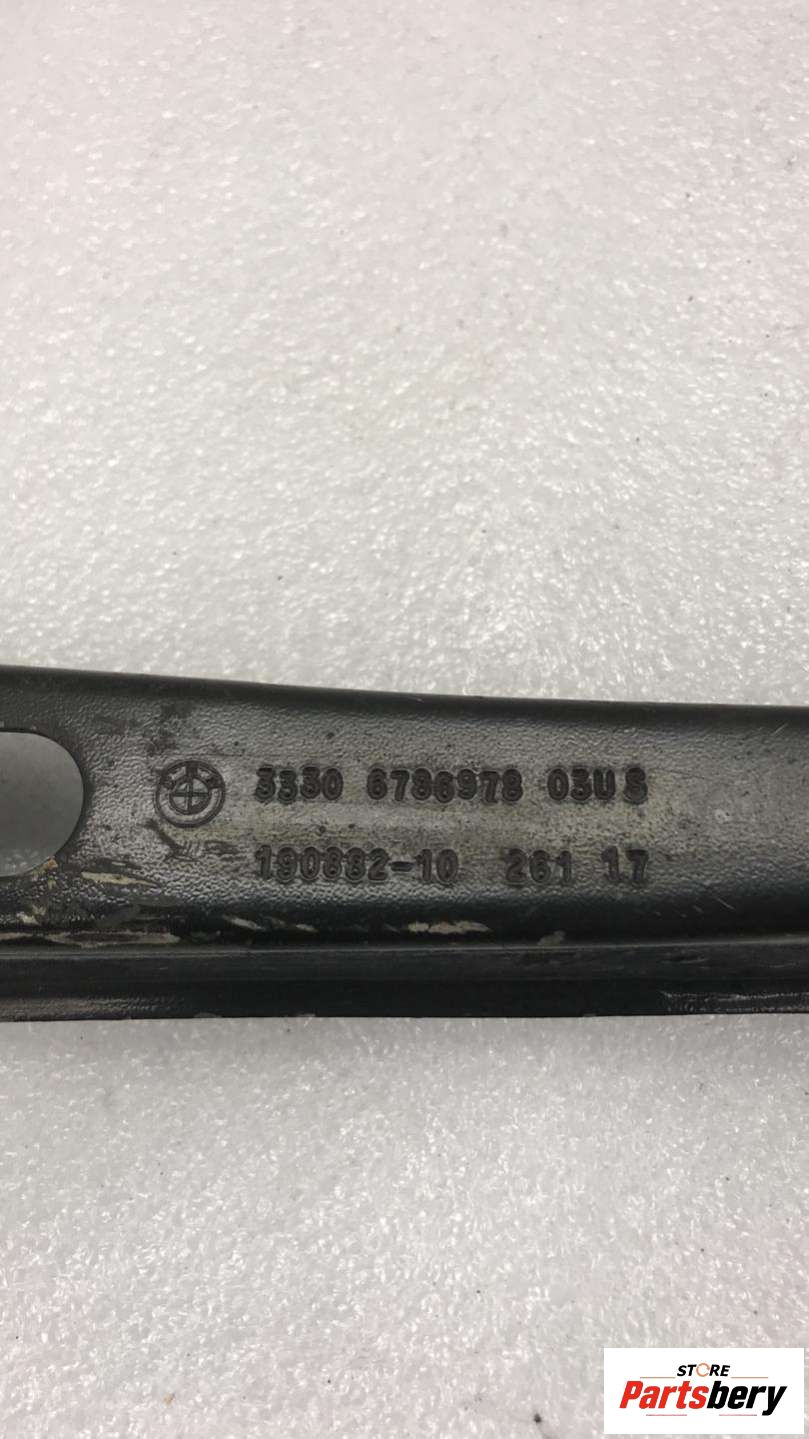 3330 6786978 03U S
190882-10 261 17
STORE
Partsbery